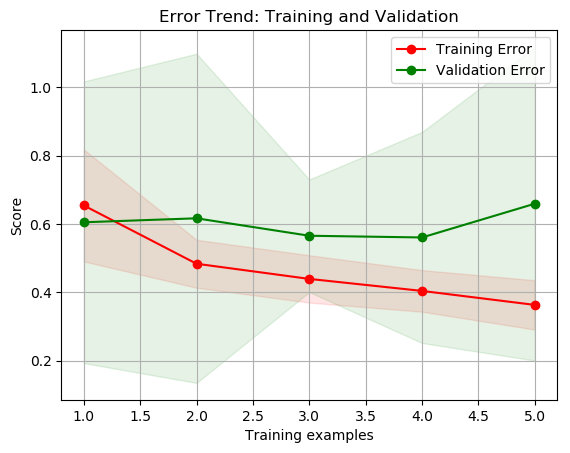 Error Trend: Training and Validation
Training Error
Validation Error
Score
1.0
0.8
0.6
0.4
0.2
1.0 1.5 2.0 2.5 3.0 3.5 4.0 4.5 5.0
Training examples